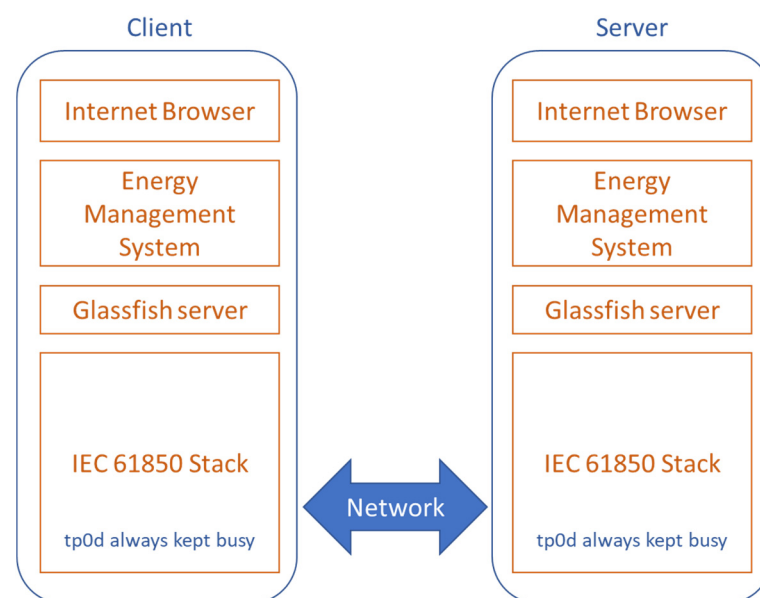 Client
Internet Browser
Energy
Management
System
Glassfish server
IEC 61850 Stack
tp0d always kept busy
Network
Server
Internet Browser
Energy
Management
System
Glassfish server
IEC 61850 Stack
tp0d always kept busy